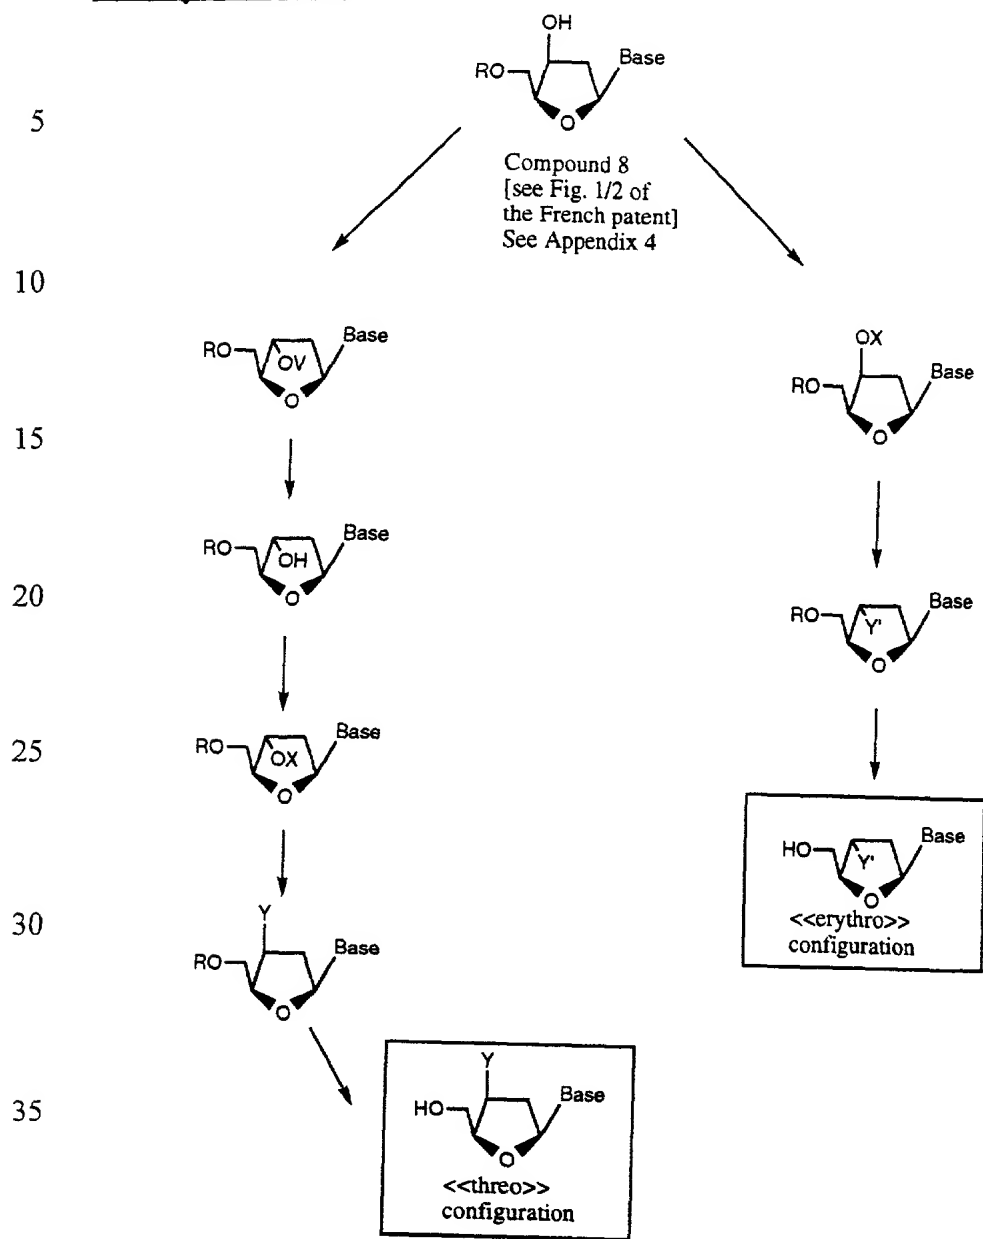 OH
RO
Base
O
5
Compound 8
[see Fig. 1/2 of
the French patent]
See Appendix 4
10
RO
OV
Base
O
OX
RO
Base
O
15
RO
OH
Base
O
20
RO
Y'
Base
O
25
RO
OX
Base
O
HO
Y'
Base
O
<<erythro>>
configuration
30
Y
RO
Base
O
35
Y
HO
Base
O
<<threo>>
configuration